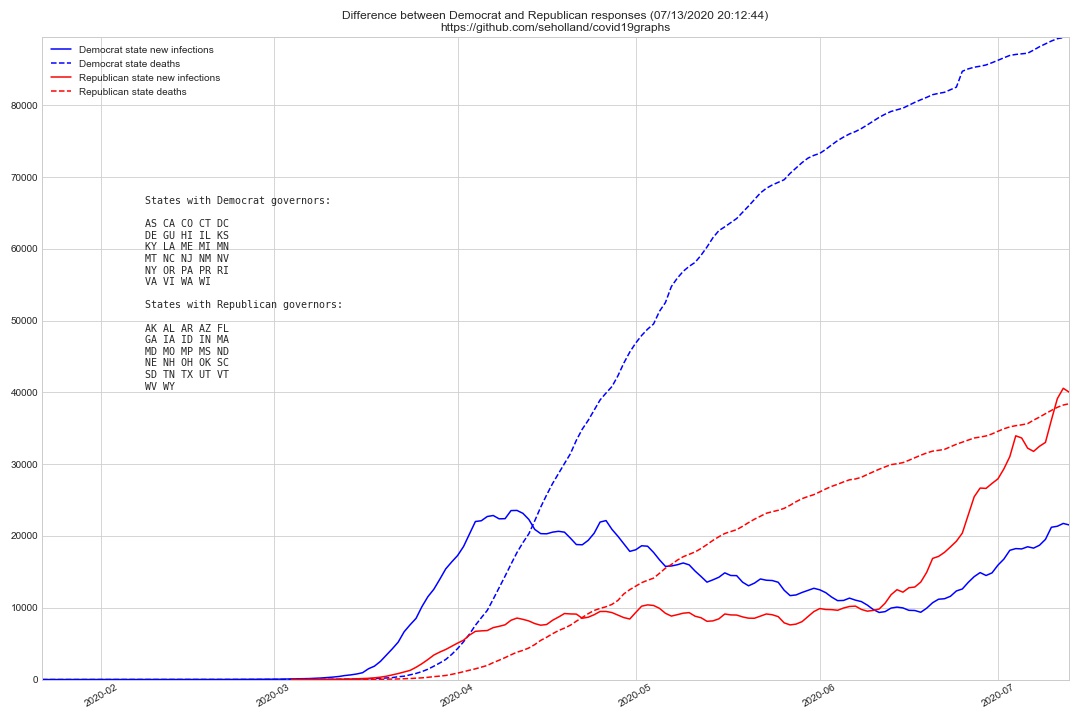 Difference between Democrat and Republican responses (07/13/2020 20:12:44)
https://github.com/seholland/covid19graphs
Democrat state new infections
Democrat state deaths
Republican state new infections
Republican state deaths
80000
70000
60000
50000
40000
30000
20000
10000
0
States with Democrat governors:
AS CA CO CT DC
DE GU HI IL KS
KY LA ME MI MN
MT NC NJ NM NV
NY OR PA PR RI
VA VI WA WI
States with Republican governors:
AK AL AR AZ FL
GA IA ID IN MA
MD MO MP MS ND
NE NH OH OK SC
SD TN TX UT VT
WV WY
2020-02
2020-03
2020-04
2020-05
2020-06
2020-07